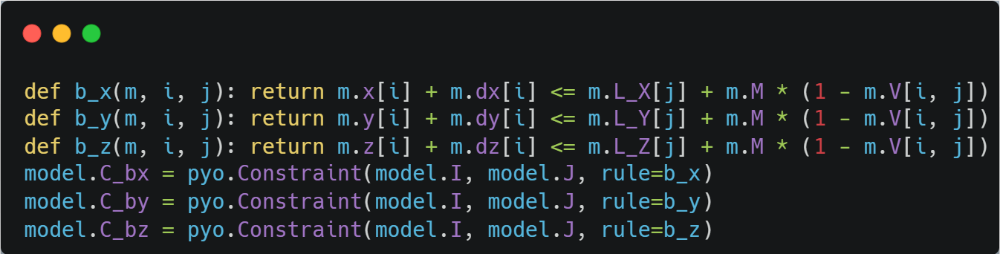 def b_x(m, i, j): return m.x[i] + m.dx[i] <= m.L_X[j] + m.M * (1 - m.V[i, j])
def b_y(m, i, j): return m.y[i] + m.dy[i] <= m.L_Y[j] + m.M * (1 - m.V[i, j])
def b_z(m, i, j): return m.z[i] + m.dz[i] <= m.L_Z[j] + m.M * (1 - m.V[i, j])
model.C_bx = pyo.Constraint(model.I, model.J, rule=b_x)
model.C_by = pyo.Constraint(model.I, model.J, rule=b_y)
model.C_bz = pyo.Constraint(model.I, model.J, rule=b_z)